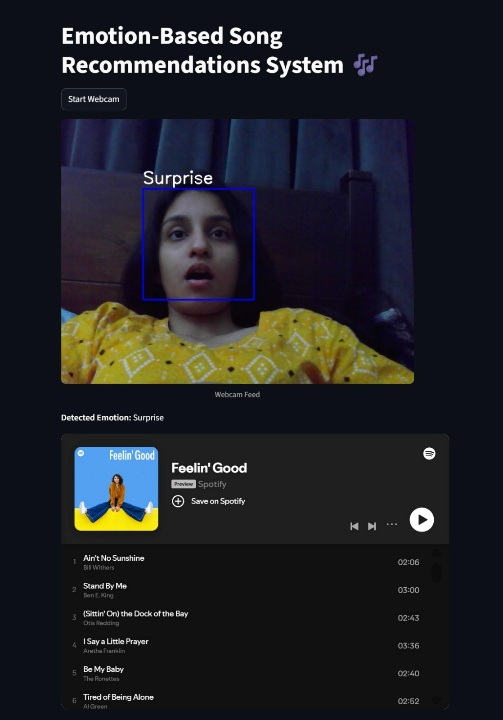 Emotion-Based Song
Recommendations System
Start Webcam
Surprise
Webcam Feed
Detected Emotion: Surprise
Feelin' Good
Feelin' Good
Preview Spotify
Save on Spotify
1 Ain't No Sunshine 02:06
Bill Withers
2 Stand By Me 03:00
Ben E. King
3 (Sittin' On) the Dock of the Bay 02:43
Otis Redding
4 I Say a Little Prayer 03:36
Aretha Franklin
5 Be My Baby 02:40
The Ronettes
6 Tired of Being Alone 02:52
Al Green